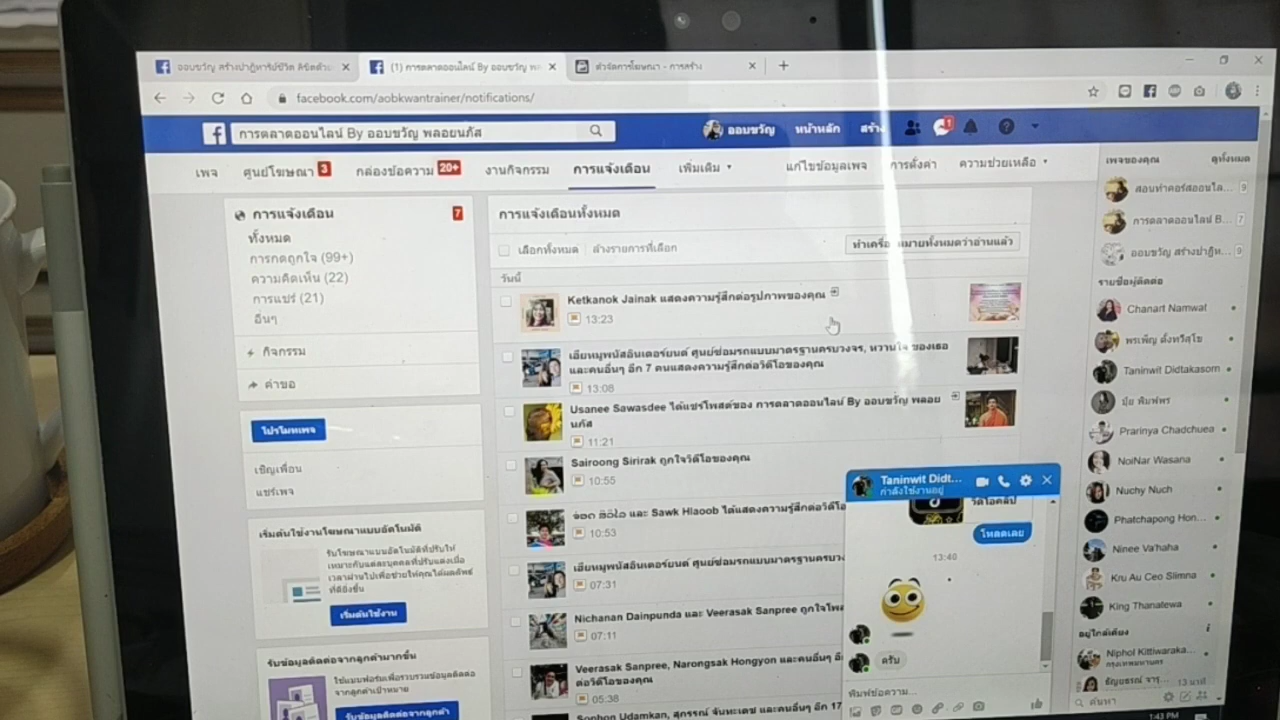 ออบขวัญ สร้างปาฏิหาริย์ชีวิต
(1) การตลาดออนไลน์ By ออบขวัญ พล
ตัวจัดการโฆษณา - การสร้าง
facebook.com/aobkwantrainer/notifications/
การตลาดออนไลน์ By ออบขวัญ พลอยนภัส
ออบขวัญ หน้าหลัก สร้าง 1
เพจ ศูนย์โฆษณา 3 กล่องข้อความ 20+ งานกิจกรรม การแจ้งเตือน เพิ่มเติม แก้ไขข้อมูลเพจ การตั้งค่า ความช่วยเหลือ
การแจ้งเตือน 7
ทั้งหมด
การกดถูกใจ (99+)
ความคิดเห็น (22)
การแชร์ (21)
อื่นๆ
กิจกรรม
คำขอ
โปรโมทเพจ
เชิญเพื่อน
แชร์เพจ
เริ่มต้นใช้งานโฆษณาแบบอัตโนมัติ
รับโฆษณาแบบอัตโนมัติที่ปรับให้
เหมาะกับแต่ละบุคคลที่ปรับแต่งเมื่อ
เวลาผ่านไปเพื่อช่วยให้คุณได้ผลลัพธ์
ที่ดียิ่งขึ้น
เริ่มต้นใช้งาน
รับข้อมูลติดต่อจากลูกค้ามากขึ้น
ใช้แบบฟอร์มเพื่อรวบรวมข้อมูลติดต่อ
จากลูกค้าเป้าหมาย
รับข้อมูลติดต่อจากลูกค้า
การแจ้งเตือนทั้งหมด
เลือกทั้งหมด ล้างรายการที่เลือก ทำเครื่องหมายทั้งหมดว่าอ่านแล้ว
วันนี้
Ketkanok Jainak แสดงความรู้สึกต่อรูปภาพของคุณ
13:23
เฮียหมูพนัสอินเตอร์ยนต์ ศูนย์ซ่อมรถแบบมาตรฐานครบวงจร, หวานใจ ของเธอ
และคนอื่นๆ อีก 7 คนแสดงความรู้สึกต่อวิดีโอของคุณ
13:08
Usanee Sawasdee ได้แชร์โพสต์ของ การตลาดออนไลน์ By ออบขวัญ พลอย
นภัส
11:21
Sairoong Sirirak ถูกใจวิดีโอของคุณ
10:55
และ Sawk Hlaoob ได้แสดงความรู้สึกต่อวิดีโอ
10:53
เฮียหมูพนัสอินเตอร์ยนต์ ศูนย์ซ่อมรถแบบมาตรฐานครบวงจ
07:31
Nichanan Dainpunda และ Veerasak Sanpree ถูกใจโพส
07:11
Veerasak Sanpree, Narongsak Hongyon และคนอื่นๆ อี
ต่อวิดีโอของคุณ
05:38
Sophon Udamkan, สุกรรณ์ จันทะเดช และคนอื่นๆ อีก 17
เพจของคุณ ดูทั้งหมด
สอนทำคอร์สออนไล... 9
การตลาดออนไลน์ B... 7
ออบขวัญ สร้างปาฏิห... 9
รายชื่อผู้ติดต่อ
Chanart Namwat
พรเพ็ญ ตั้งทวีสุโข
Taninwit Didtakasorn
ปุ้ย พิมพ์พร
Prarinya Chadchuea
NoiNar Wasana
Nuchy Nuch
Phatchapong Hon...
Ninee Va'haha
Kru Au Ceo Slimna
King Thanatewa
อยู่ใกล้เคียง
Niphol Kittiwaraka...
กรุงเทพมหานคร
ธัญยธรณ์ จาร... 13 นาที
ค้นหา
Taninwit Didt...
กำลังใช้งานอยู่
วิดีโอคลิป
โหลดเลย
13:40
ครับ
พิมพ์ข้อความ...
1:43 PM